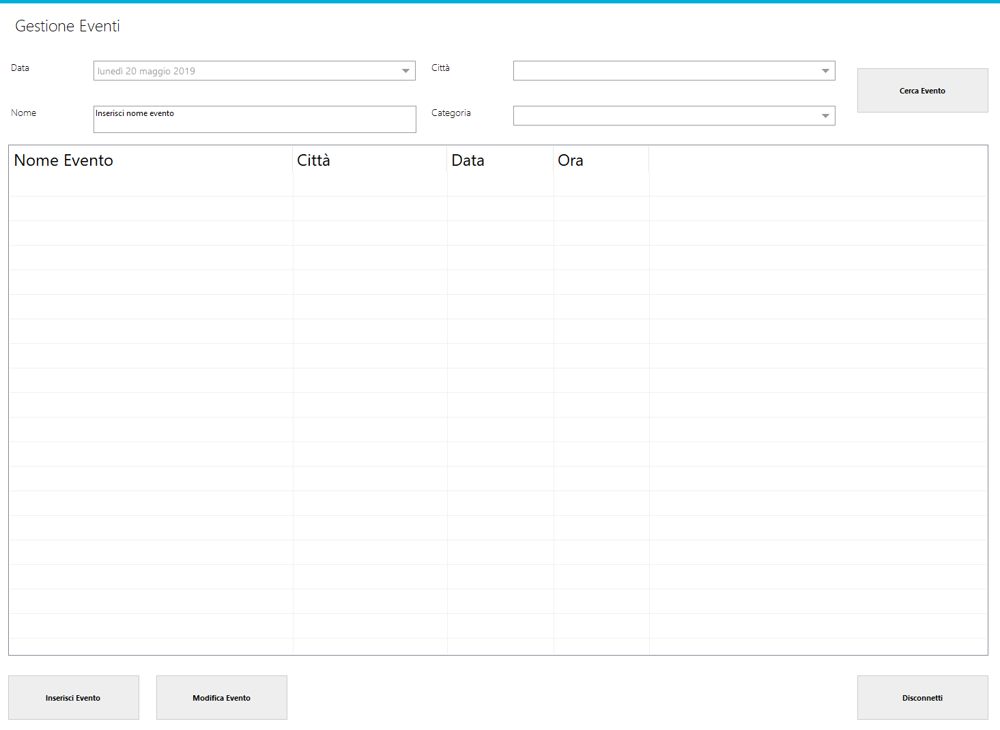 Gestione Eventi
Data
lunedì 20 maggio 2019
Città
Cerca Evento
Nome
Inserisci nome evento
Categoria
Nome Evento Città Data Ora
Inserisci Evento
Modifica Evento
Disconnetti